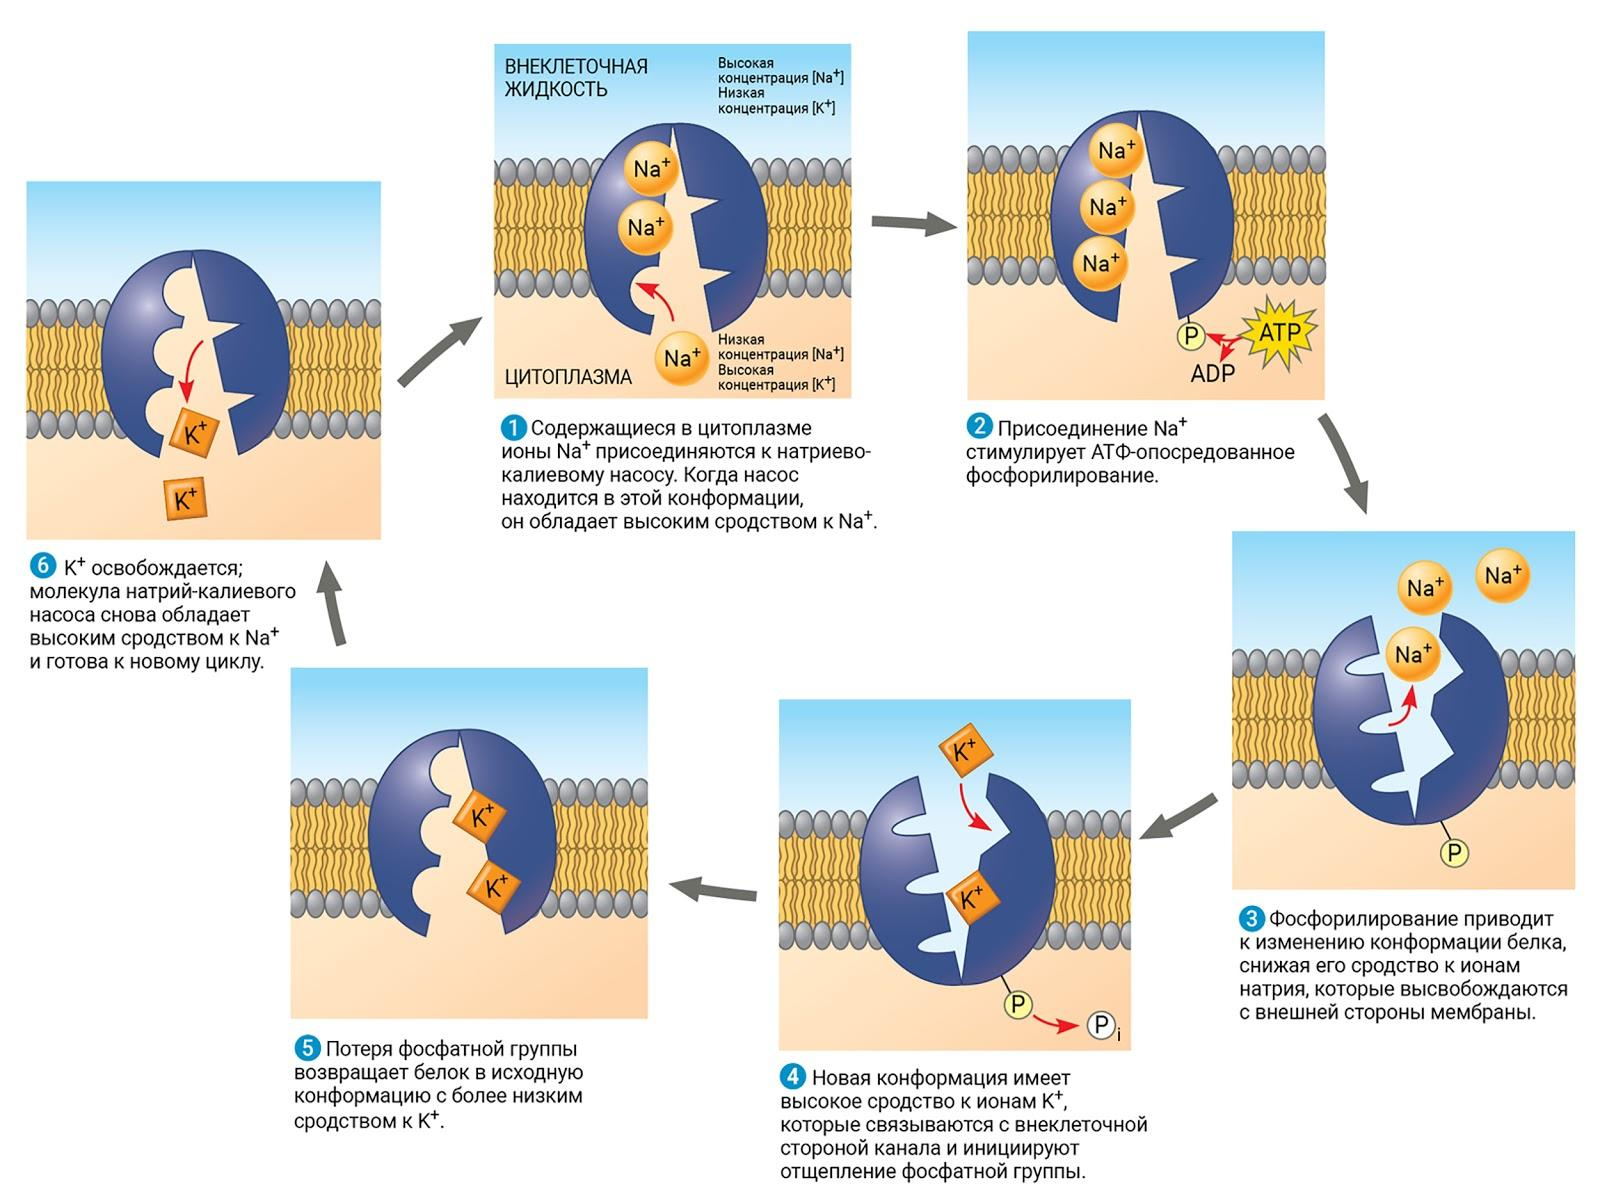 ВНЕКЛЕТОЧНАЯ
ЖИДКОСТЬ
Высокая
концентрация [Na⁺]
Низкая
концентрация [K⁺]
Na⁺
Na⁺
Na⁺
ЦИТОПЛАЗМА
Низкая
концентрация [Na⁺]
Высокая
концентрация [K⁺]
1 Содержащиеся в цитоплазме
ионы Na⁺ присоединяются к натриево-
калиевому насосу. Когда насос
находится в этой конформации,
он обладает высоким сродством к Na⁺.
Na⁺
Na⁺
Na⁺
P
ATP
ADP
2 Присоединение Na⁺
стимулирует АТФ-опосредованное
фосфорилирование.
Na⁺
Na⁺
Na⁺
P
3 Фосфорилирование приводит
к изменению конформации белка,
снижая его сродство к ионам
натрия, которые высвобождаются
с внешней стороны мембраны.
K⁺
K⁺
P
P i
4 Новая конформация имеет
высокое сродство к ионам K⁺,
которые связываются с внеклеточной
стороной канала и инициируют
отщепление фосфатной группы.
K⁺
K⁺
5 Потеря фосфатной группы
возвращает белок в исходную
конформацию с более низким
сродством к K⁺.
K⁺
K⁺
6 K⁺ освобождается;
молекула натрий-калиевого
насоса снова обладает
высоким сродством к Na⁺
и готова к новому циклу.